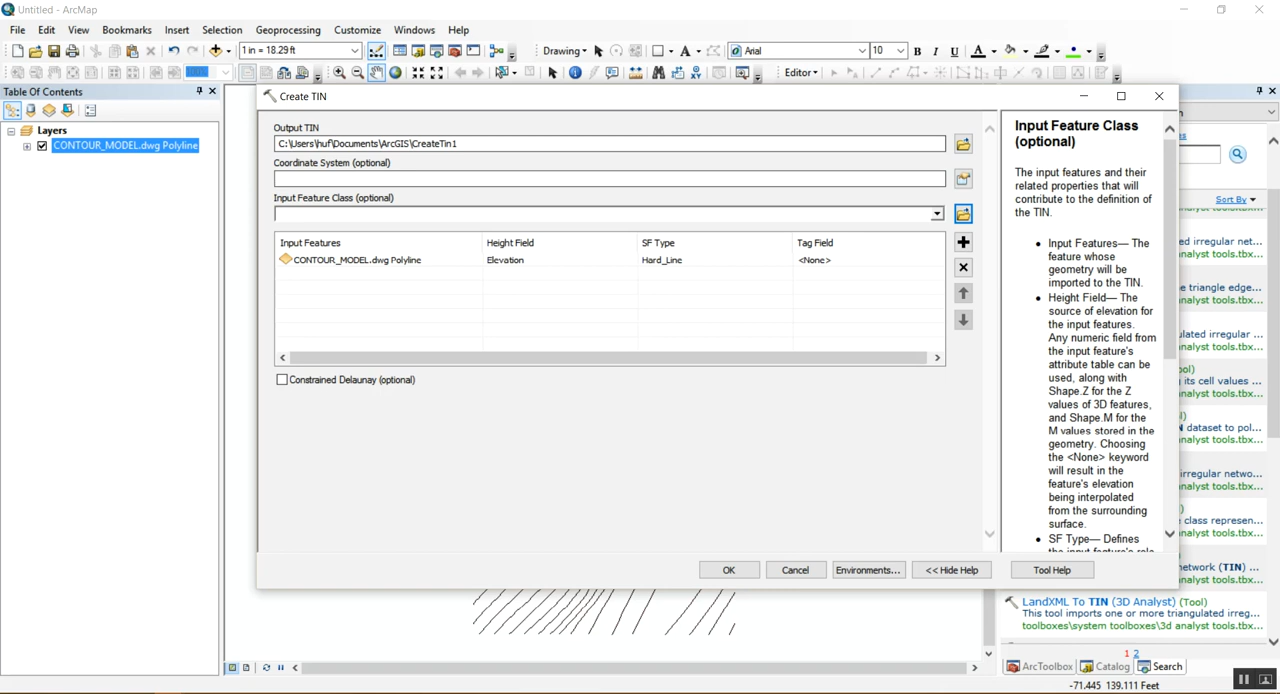 Untitled - ArcMap
File Edit View Bookmarks Insert Selection Geoprocessing Customize Windows Help
1 in = 18.29 ft
Drawing
Arial
10
B I U A
100%
Editor
Table Of Contents
Layers
CONTOUR_MODEL.dwg Polyline
Create TIN
Output TIN
C:\Users\huf\Documents\ArcGIS\CreateTin1
Coordinate System (optional)
Input Feature Class (optional)
Input Features Height Field SF Type Tag Field
CONTOUR_MODEL.dwg Polyline Elevation Hard_Line <None>
Constrained Delaunay (optional)
OK Cancel Environments... << Hide Help Tool Help
Input Feature Class
(optional)
The input features and their
related properties that will
contribute to the definition of
the TIN.
• Input Features— The
feature whose
geometry will be
imported to the TIN.
• Height Field— The
source of elevation for
the input features.
Any numeric field from
the input feature's
attribute table can be
used, along with
Shape.Z for the Z
values of 3D features,
and Shape.M for the
M values stored in the
geometry. Choosing
the <None> keyword
will result in the
feature's elevation
being interpolated
from the surrounding
surface.
• SF Type— Defines
the input feature's role
Sort By
ed irregular net...
nalyst tools.tbx...
e triangle edge...
nalyst tools.tbx...
ulated irregular ...
nalyst tools.tbx...
ool)
its cell values ...
nalyst tools.tbx...
N dataset to pol...
nalyst tools.tbx...
irregular netwo...
nalyst tools.tbx...
class represen...
nalyst tools.tbx...
etwork (TIN) ...
nalyst tools.tbx...
LandXML To TIN (3D Analyst) (Tool)
This tool imports one or more triangulated irreg...
toolboxes\system toolboxes\3d analyst tools.tbx...
1 2
ArcToolbox Catalog Search
-71.445 139.111 Feet